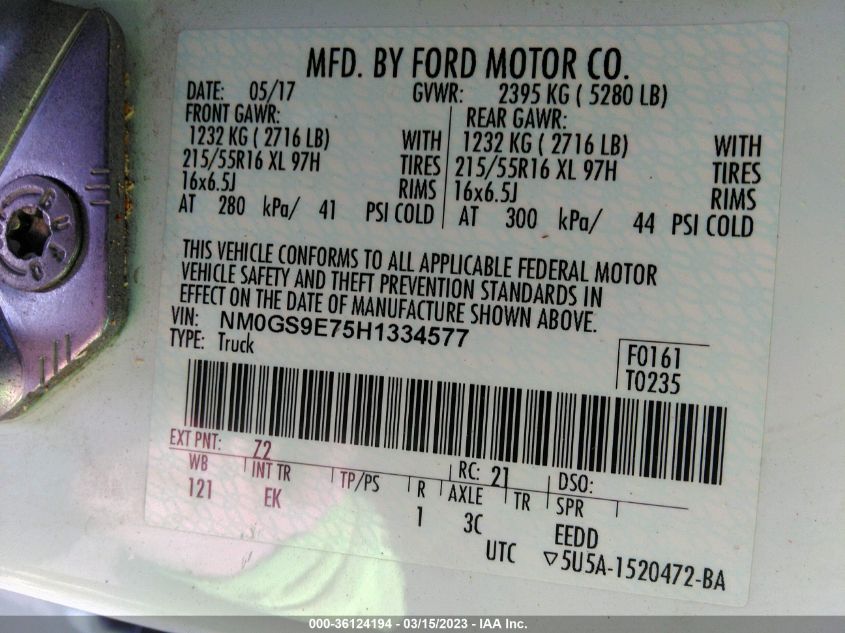 MFD. BY FORD MOTOR CO.
DATE: 05/17 GVWR: 2395 KG ( 5280 LB)
FRONT GAWR: REAR GAWR:
1232 KG ( 2716 LB) WITH 1232 KG ( 2716 LB) WITH
215/55R16 XL 97H TIRES 215/55R16 XL 97H TIRES
16x6.5J RIMS 16x6.5J RIMS
AT 280 kPa/ 41 PSI COLD AT 300 kPa/ 44 PSI COLD
THIS VEHICLE CONFORMS TO ALL APPLICABLE FEDERAL MOTOR
VEHICLE SAFETY AND THEFT PREVENTION STANDARDS IN
EFFECT ON THE DATE OF MANUFACTURE SHOWN ABOVE.
VIN: NM0GS9E75H1334577
TYPE: Truck
F0161
T0235
EXT PNT: Z2 RC: 21 DSO:
WB INT TR TP/PS R AXLE TR SPR
121 EK 1 3C EEDD
UTC ▽5U5A-1520472-BA
000-36124194 - 03/15/2023 - IAA Inc.